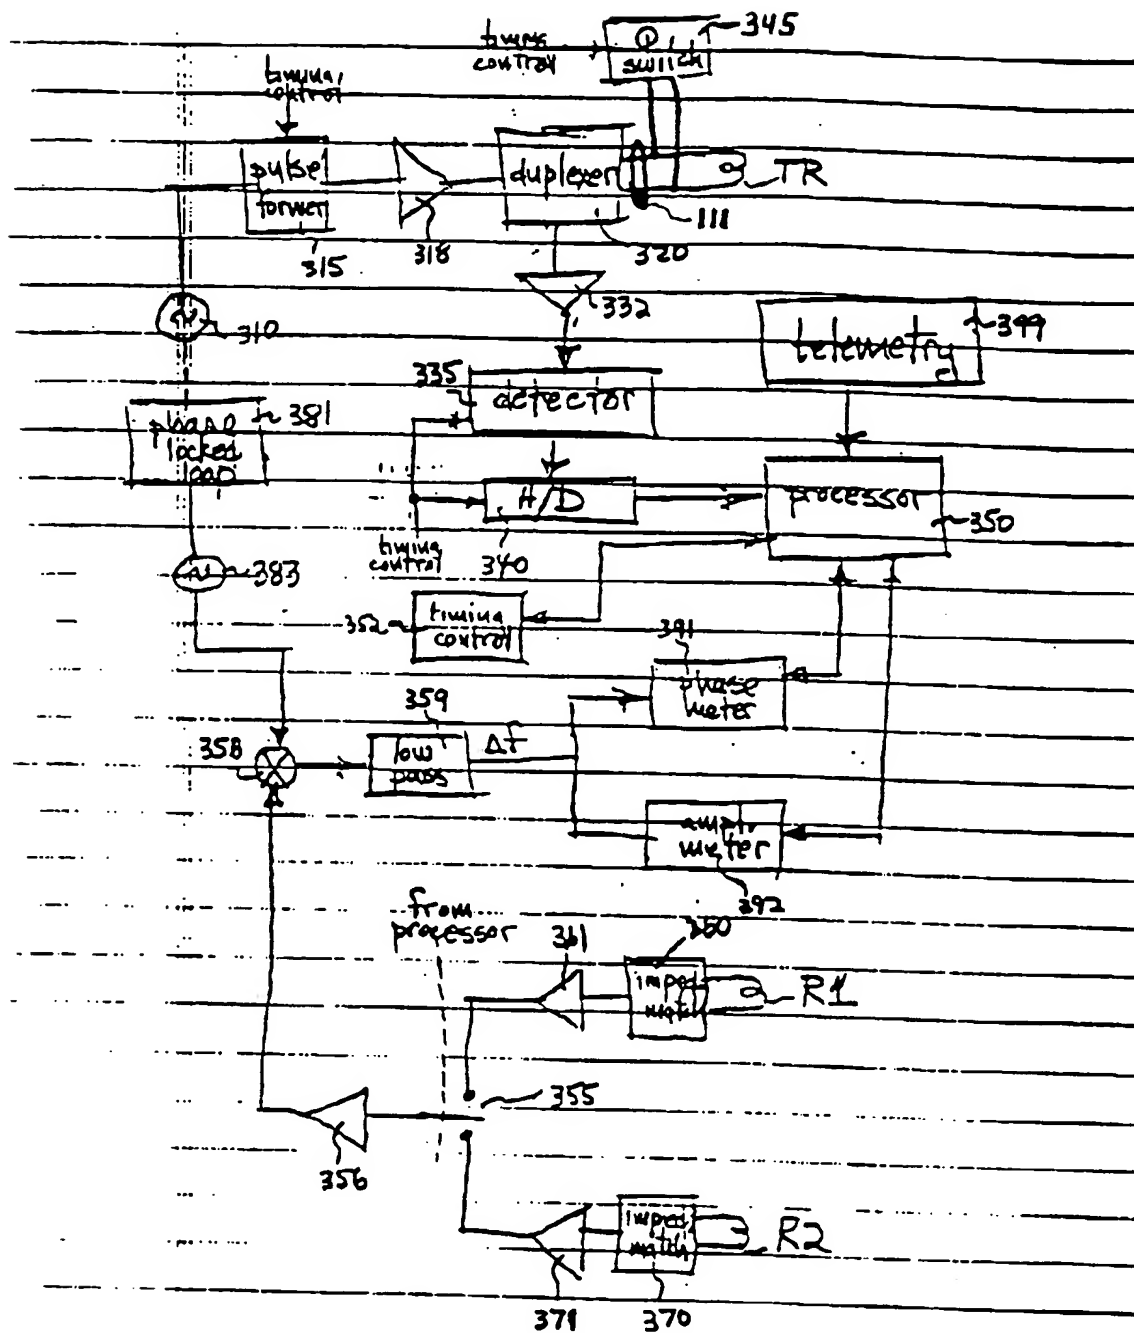 timing
control
Q
switch
345
timing
control
pulse
former
315
318
duplexer
320
TR
111
332
310
telemetry
399
335
detector
381
phase
locked
loop
A/D
340
processor
350
timing
control
383
352
timing
control
391
phase
meter
359
Δf
low
pass
358
ampl.
meter
392
from
processor
361
360
imped
match
R1
355
356
imped
match
R2
371
370